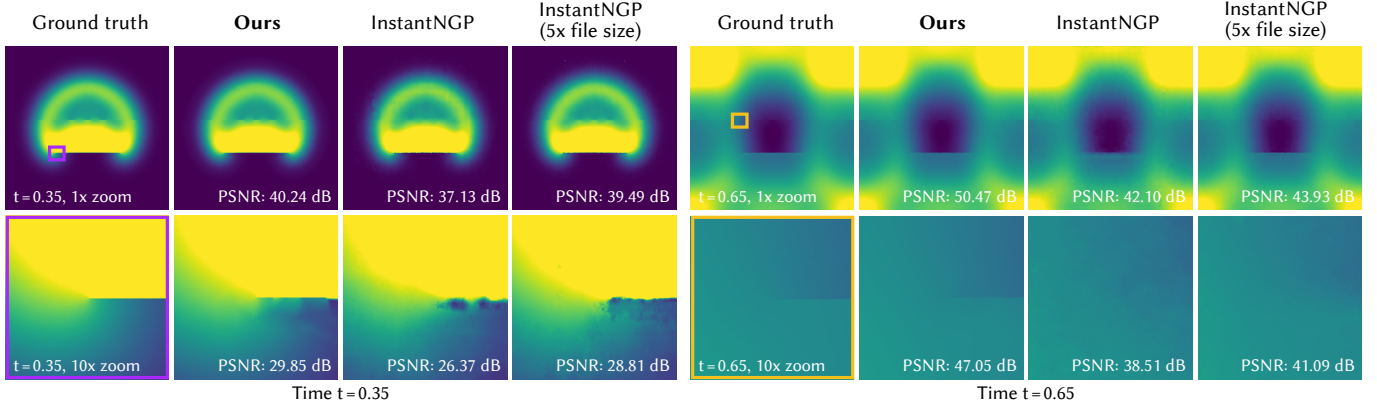 Ground truth
Ours
InstantNGP
InstantNGP
(5x file size)
Ground truth
Ours
InstantNGP
InstantNGP
(5x file size)
t = 0.35, 1x zoom
PSNR: 40.24 dB
PSNR: 37.13 dB
PSNR: 39.49 dB
t = 0.65, 1x zoom
PSNR: 50.47 dB
PSNR: 42.10 dB
PSNR: 43.93 dB
t = 0.35, 10x zoom
PSNR: 29.85 dB
PSNR: 26.37 dB
PSNR: 28.81 dB
t = 0.65, 10x zoom
PSNR: 47.05 dB
PSNR: 38.51 dB
PSNR: 41.09 dB
Time t = 0.35
Time t = 0.65